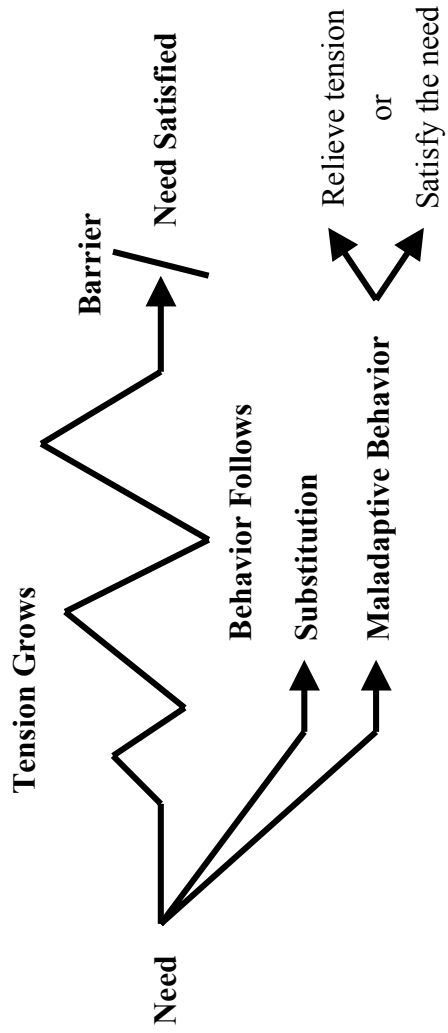 Tension Grows
Barrier
Need
Need Satisfied
Behavior Follows
Substitution
Maladaptive Behavior
Relieve tension
or
Satisfy the need